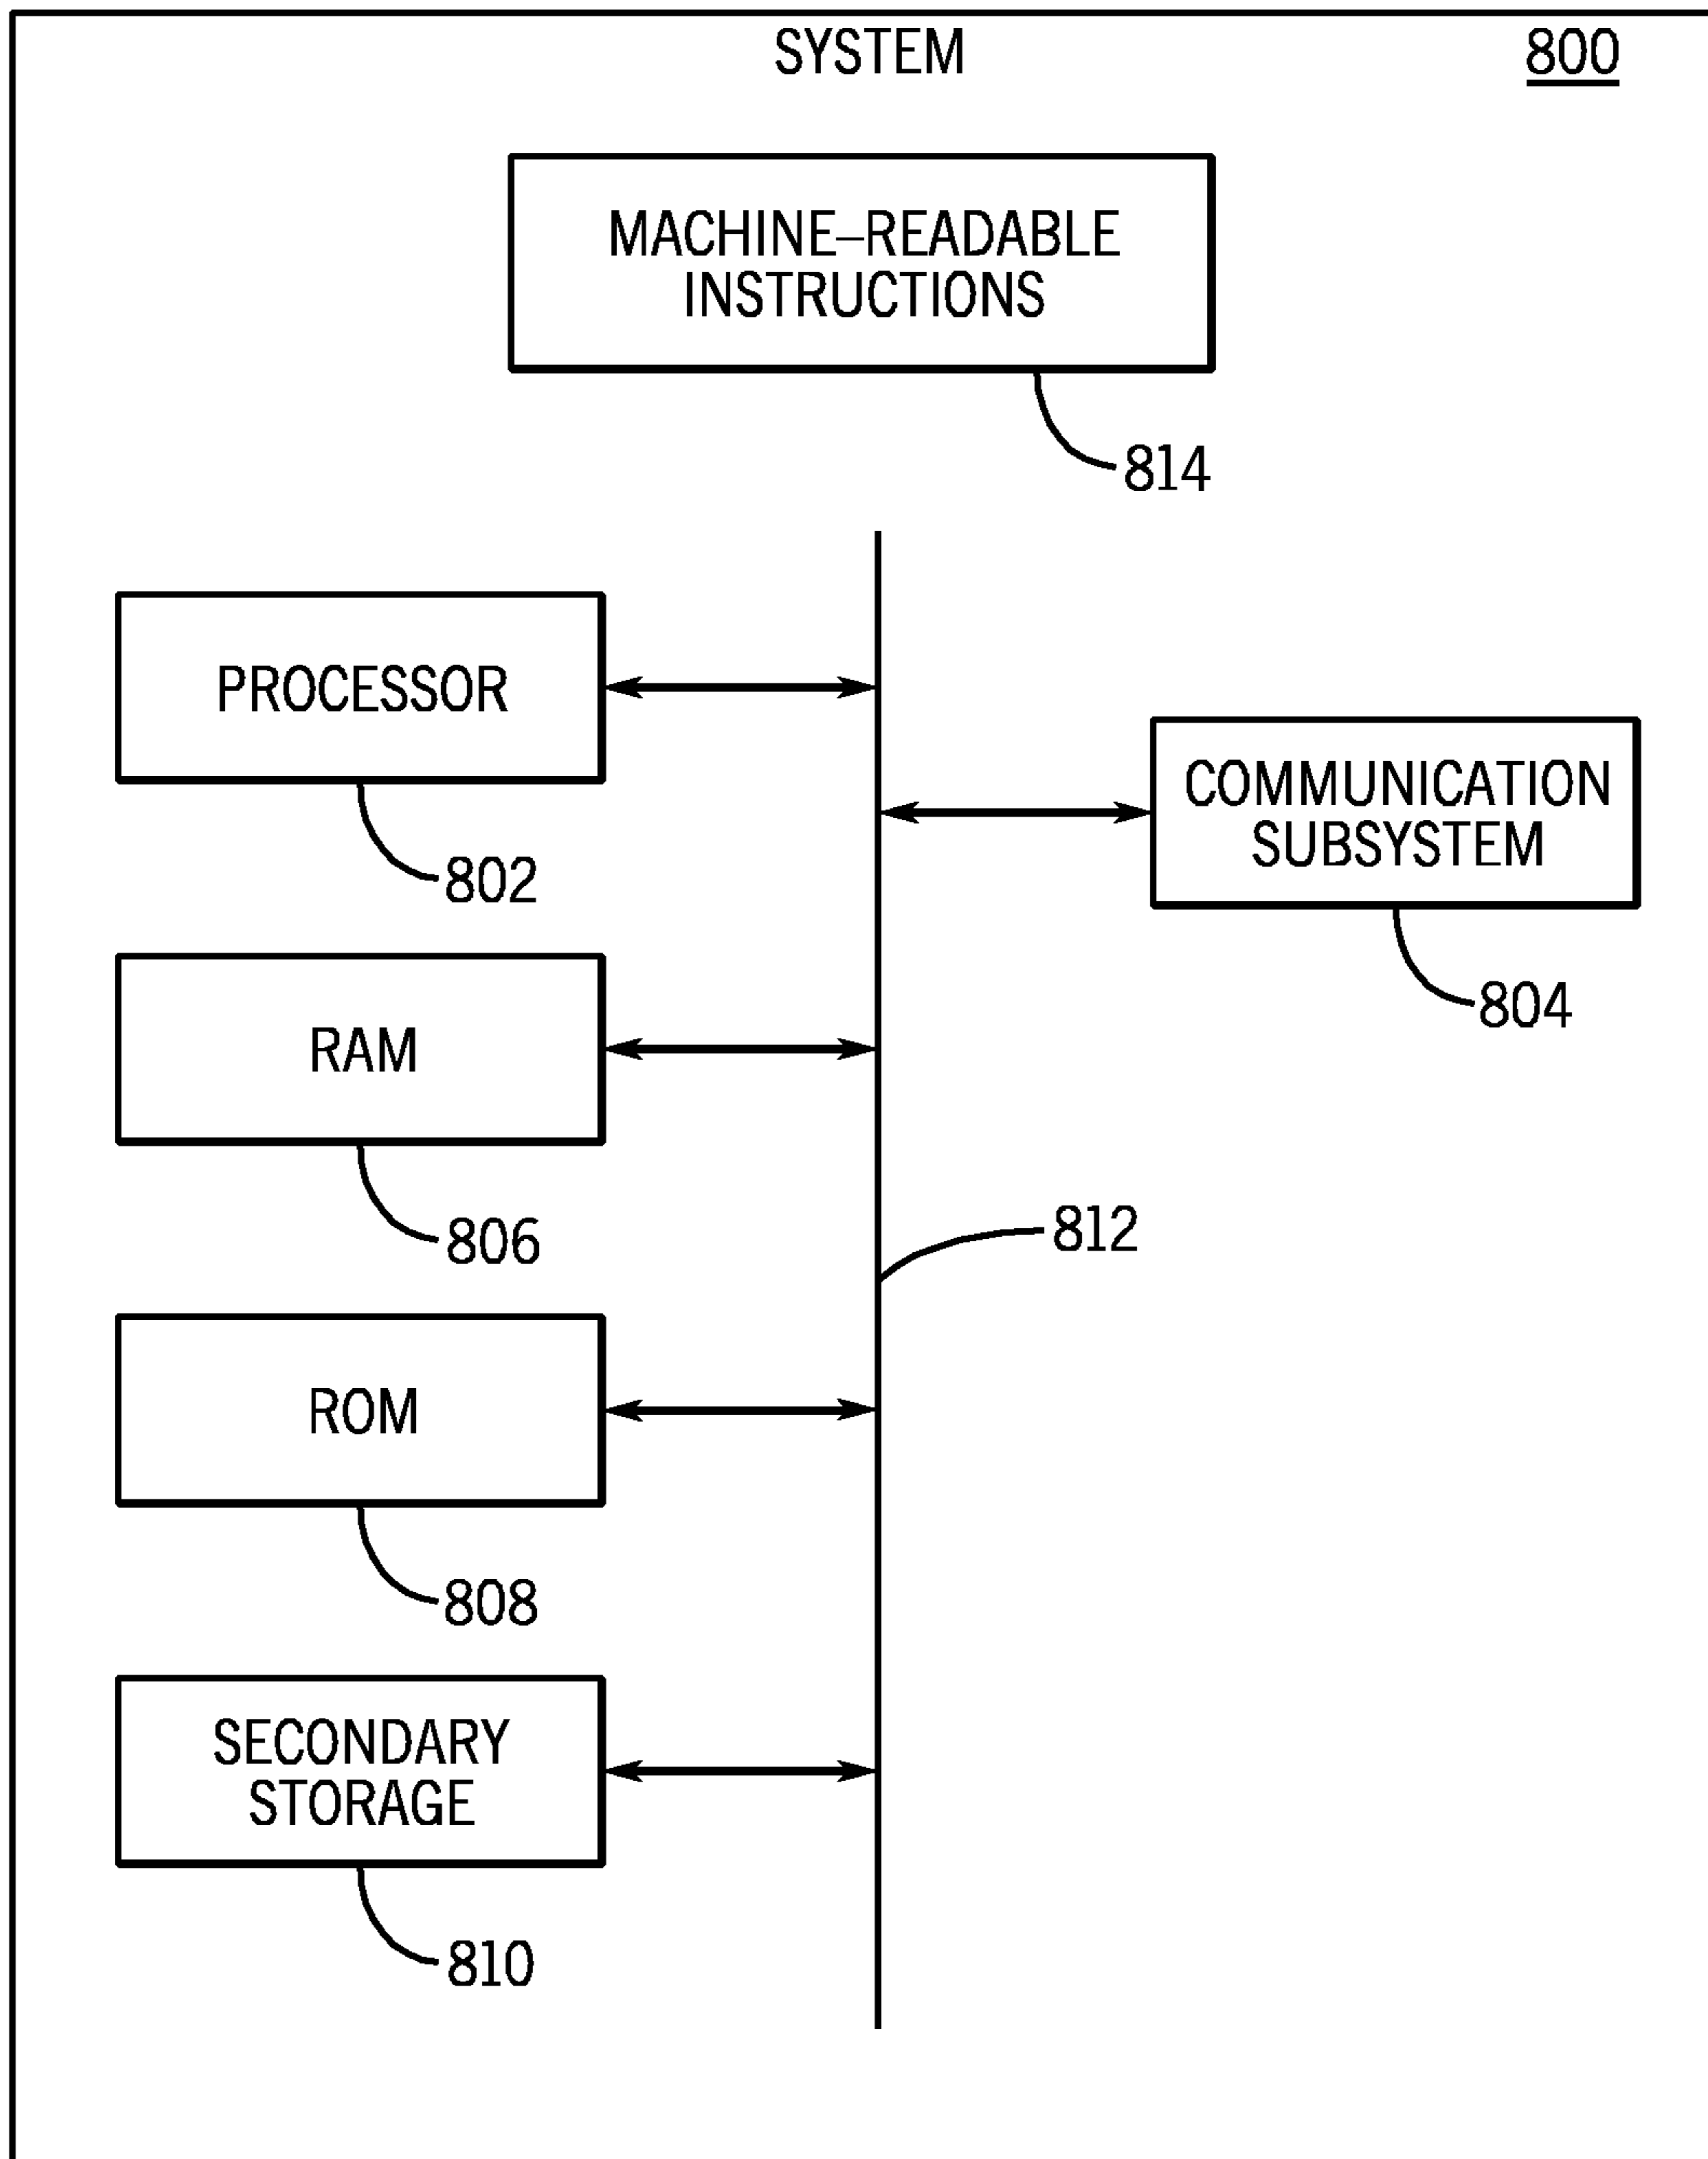 SYSTEM
800
MACHINE–READABLE
INSTRUCTIONS
814
PROCESSOR
802
COMMUNICATION
SUBSYSTEM
804
RAM
806
812
ROM
808
SECONDARY
STORAGE
810